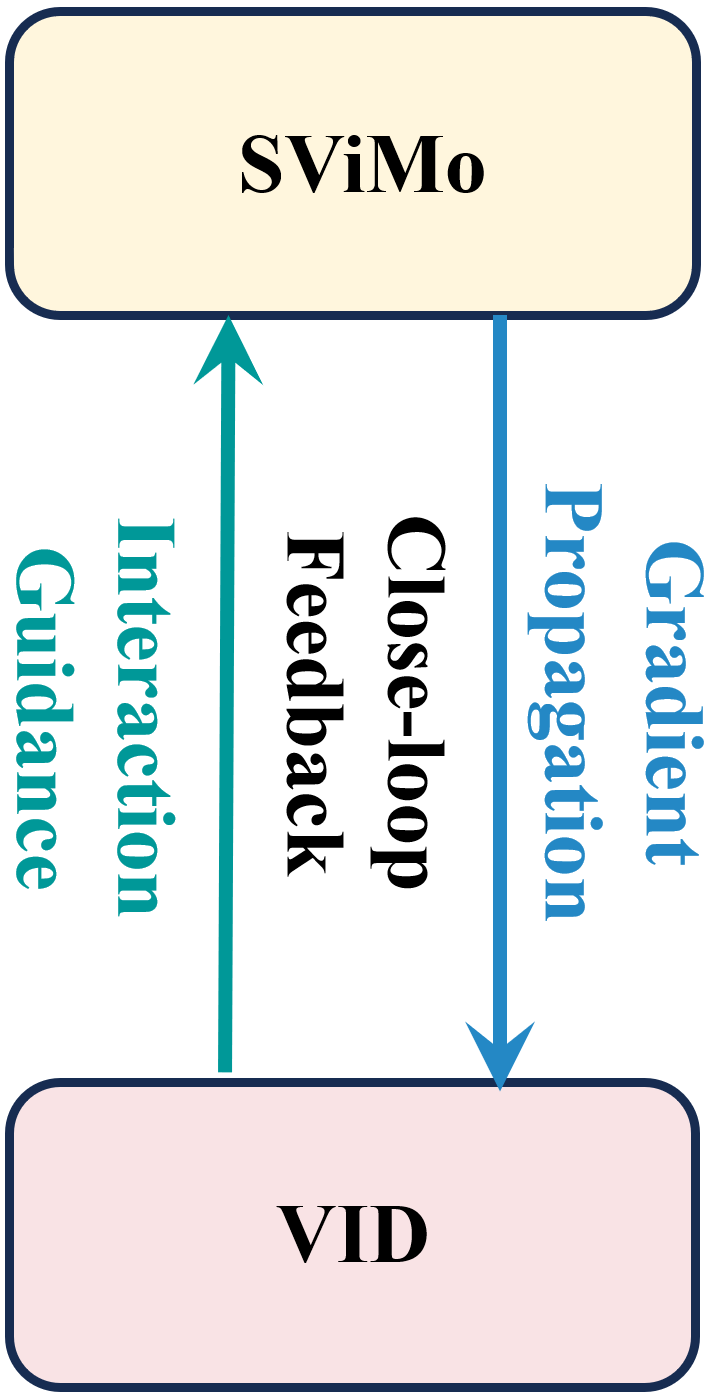 SViMo
Interaction
Guidance
Close-loop
Feedback
Gradient
Propagation
VID